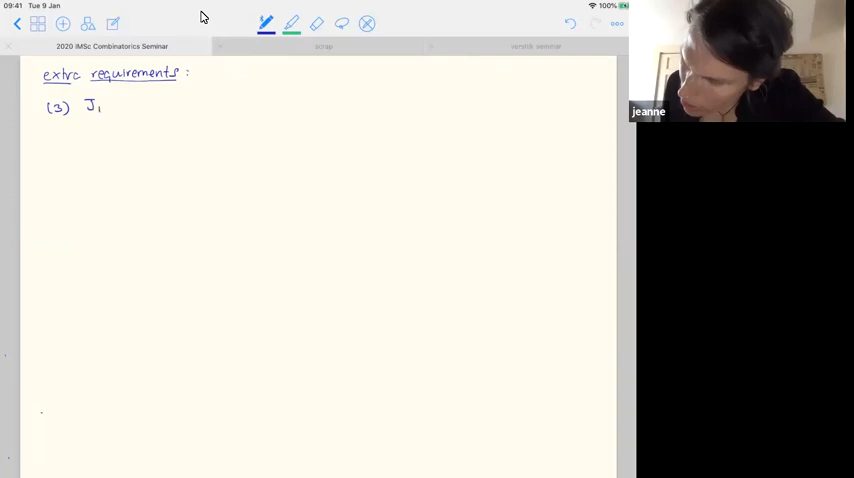 09:41 Tue 9 Jan 100%
2020 IMSc Combinatorics Seminar scrap vershik seminar
extra requirements:
(3) J₁
jeanne